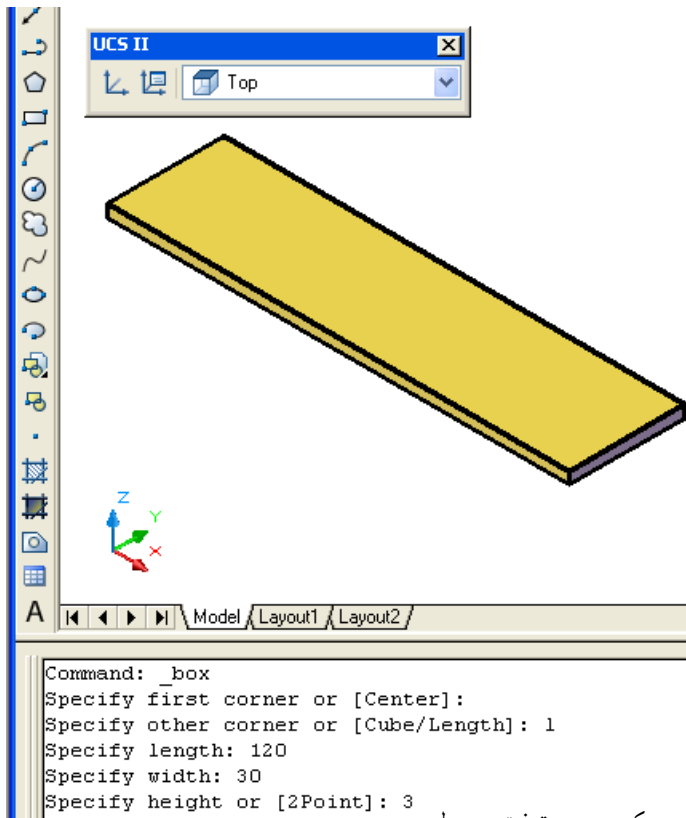 UCS II
Top
Z
Y
X
A
Model Layout1 Layout2
Command: _box
Specify first corner or [Center]:
Specify other corner or [Cube/Length]: l
Specify length: 120
Specify width: 30
Specify height or [2Point]: 3